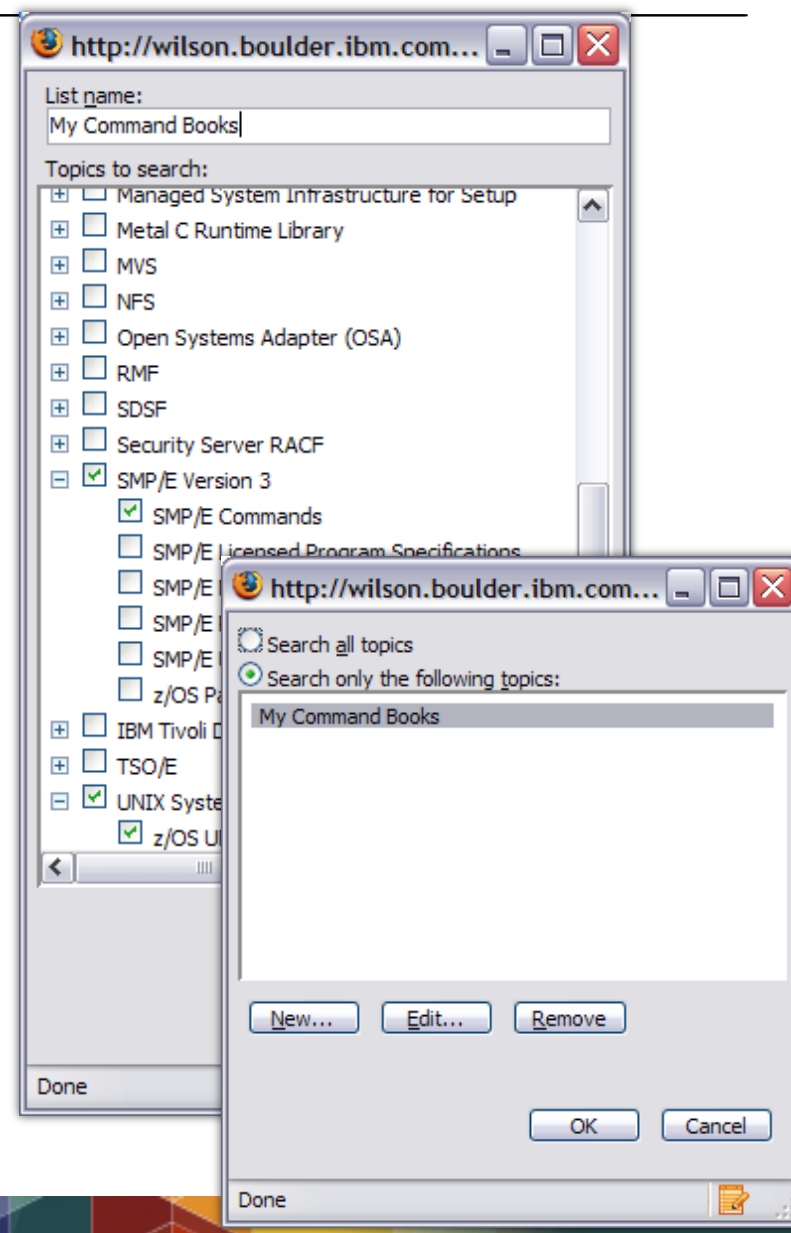 http://wilson.boulder.ibm.com...
List name:
My Command Books
Topics to search:
Managed System Infrastructure for Setup
Metal C Runtime Library
MVS
NFS
Open Systems Adapter (OSA)
RMF
SDSF
Security Server RACF
SMP/E Version 3
SMP/E Commands
SMP/E Licensed Program Specifications
SMP/E
SMP/E
SMP/E
z/OS
IBM Tivoli
TSO/E
UNIX
z/OS
Done
http://wilson.boulder.ibm.com...
Search all topics
Search only the following topics:
My Command Books
New... Edit... Remove
OK Cancel
Done